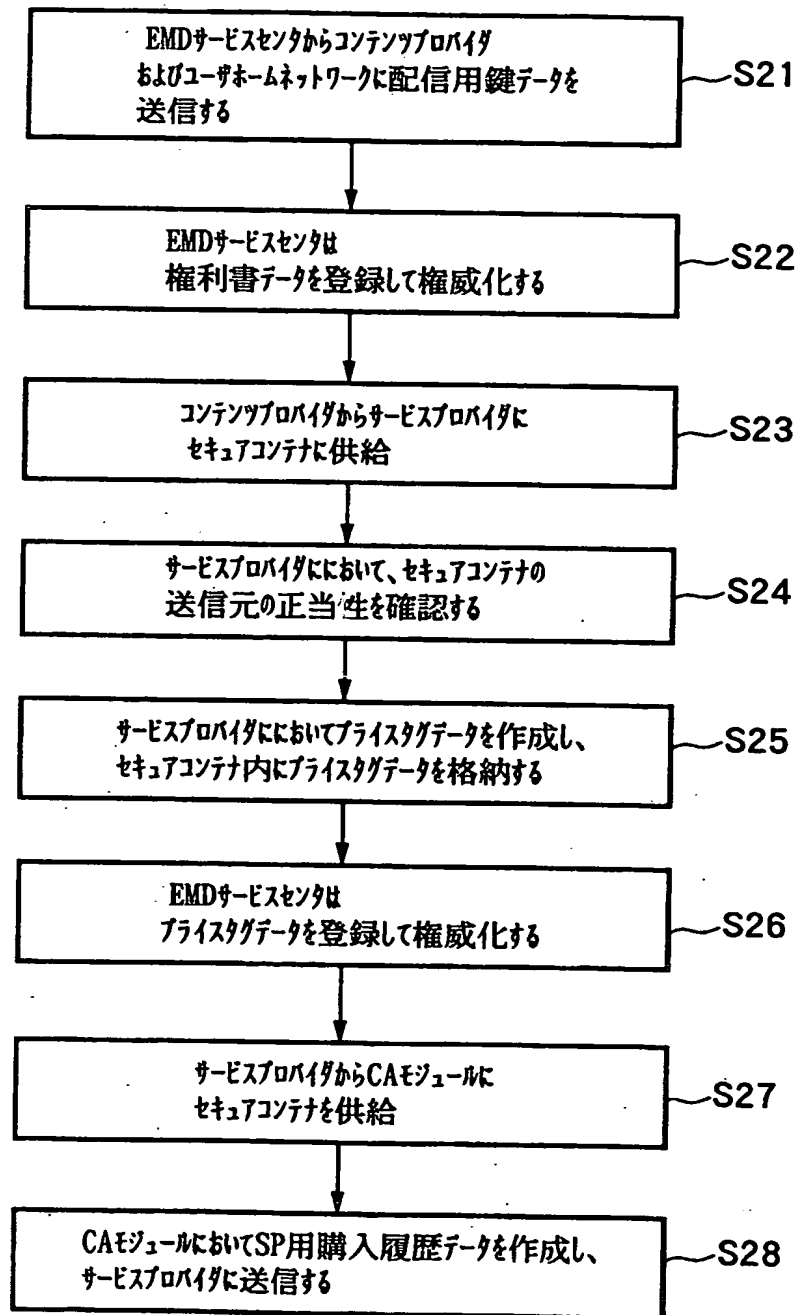 EMDサービスセンタからコンテンツプロバイダ
およびユーザホームネットワークに配信用鍵データを
送信する
S21
EMDサービスセンタは
権利書データを登録して権威化する
S22
コンテンツプロバイダからサービスプロバイダに
セキュアコンテナに供給
S23
サービスプロバイダににおいて、セキュアコンテナの
送信元の正当性を確認する
S24
サービスプロバイダににおいてプライスタグデータを作成し、
セキュアコンテナ内にプライスタグデータを格納する
S25
EMDサービスセンタは
プライスタグデータを登録して権威化する
S26
サービスプロバイダからCAモジュールに
セキュアコンテナを供給
S27
CAモジュールにおいてSP用購入履歴データを作成し、
サービスプロバイダに送信する
S28